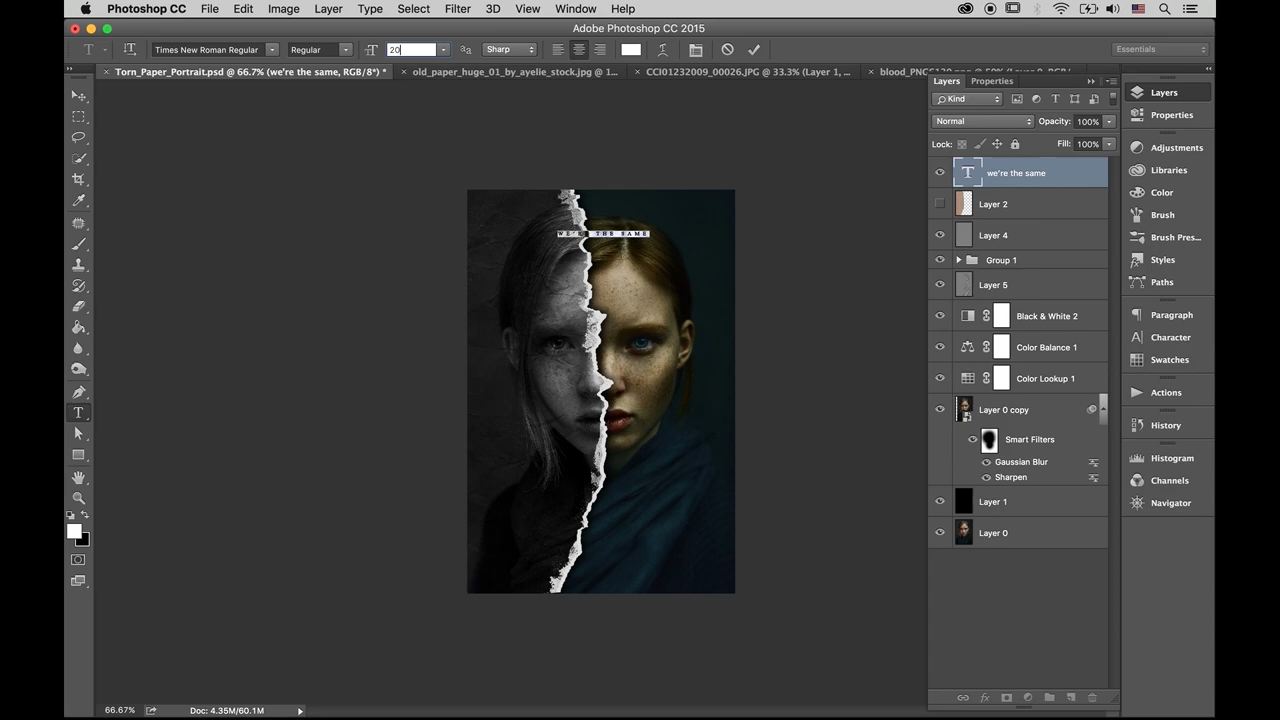 Photoshop CC File Edit Image Layer Type Select Filter 3D View Window Help
Adobe Photoshop CC 2015
T Times New Roman Regular Regular 20 Sharp Essentials
Torn_Paper_Portrait.psd @ 66.7% (we're the same, RGB/8*) * old_paper_huge_01_by_ayelie_stock.jpg @ 1... CCI01232009_00026.JPG @ 33.3% (Layer 1, ...
Layers Properties
Kind
Normal Opacity: 100%
Lock: Fill: 100%
we're the same
Layer 2
Layer 4
Group 1
Layer 5
Black & White 2
Color Balance 1
Color Lookup 1
Layer 0 copy
Smart Filters
Gaussian Blur
Sharpen
Layer 1
Layer 0
Layers
Properties
Adjustments
Libraries
Color
Brush
Brush Pres...
Styles
Paths
Paragraph
Character
Swatches
Actions
History
Histogram
Channels
Navigator
WE'RE THE SAME
66.67% Doc: 4.35M/60.1M